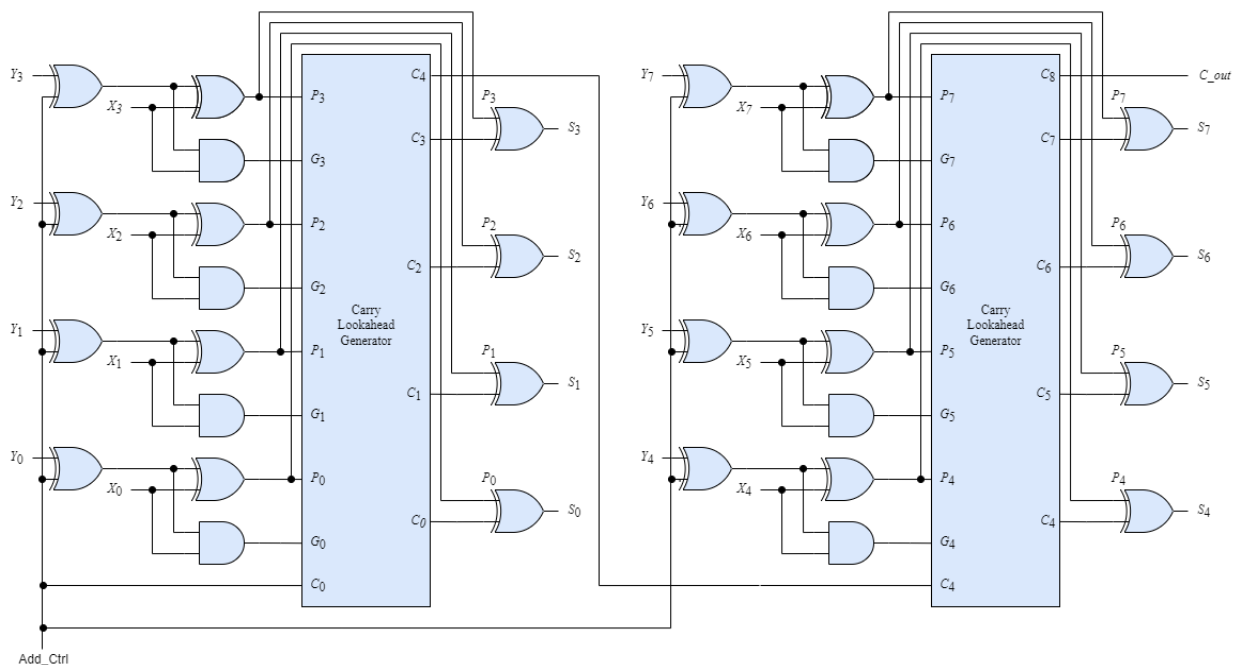 Y3
X3
P3
G3
C4
C3
P3
S3
Y2
X2
P2
G2
C2
P2
S2
Carry
Lookahead
Generator
Y1
X1
P1
G1
C1
P1
S1
Y0
X0
P0
G0
C0
C0
P0
S0
Y7
X7
P7
G7
C8
C_out
C7
P7
S7
Y6
X6
P6
G6
C6
P6
S6
Carry
Lookahead
Generator
Y5
X5
P5
G5
C5
P5
S5
Y4
X4
P4
G4
C4
C4
P4
S4
Add_Ctrl